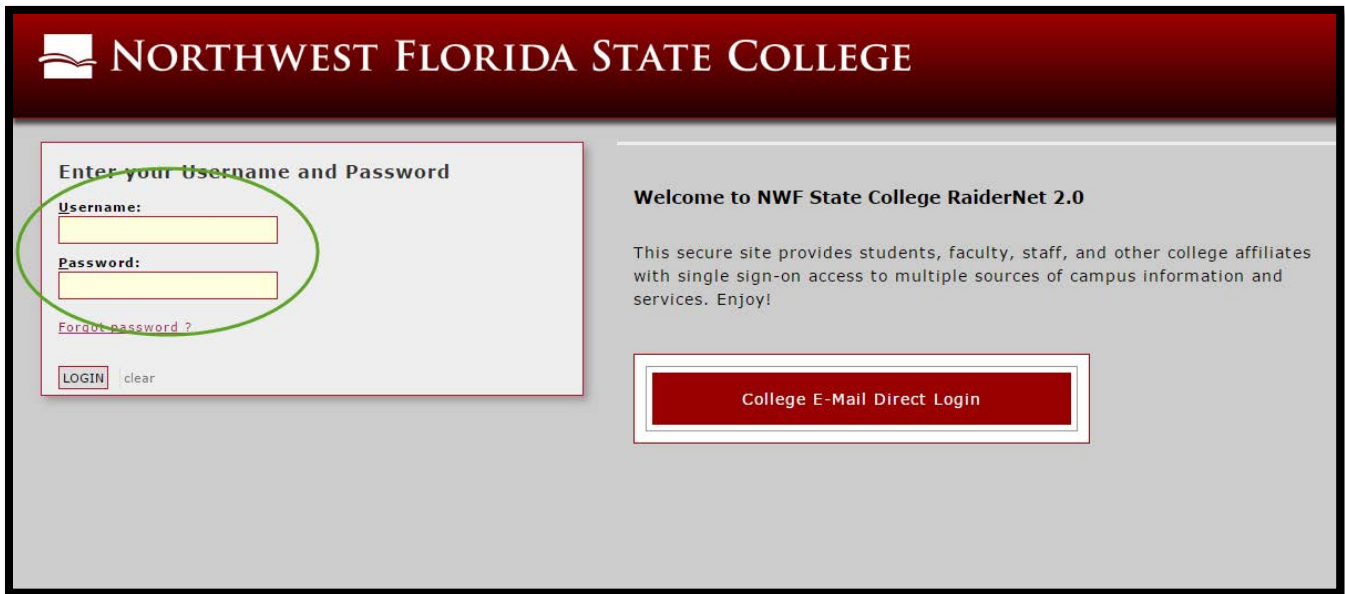 NORTHWEST FLORIDA STATE COLLEGE
Enter your Username and Password
Username:
Password:
Forgot password ?
LOGIN clear
Welcome to NWF State College RaiderNet 2.0
This secure site provides students, faculty, staff, and other college affiliates
with single sign-on access to multiple sources of campus information and
services. Enjoy!
College E-Mail Direct Login